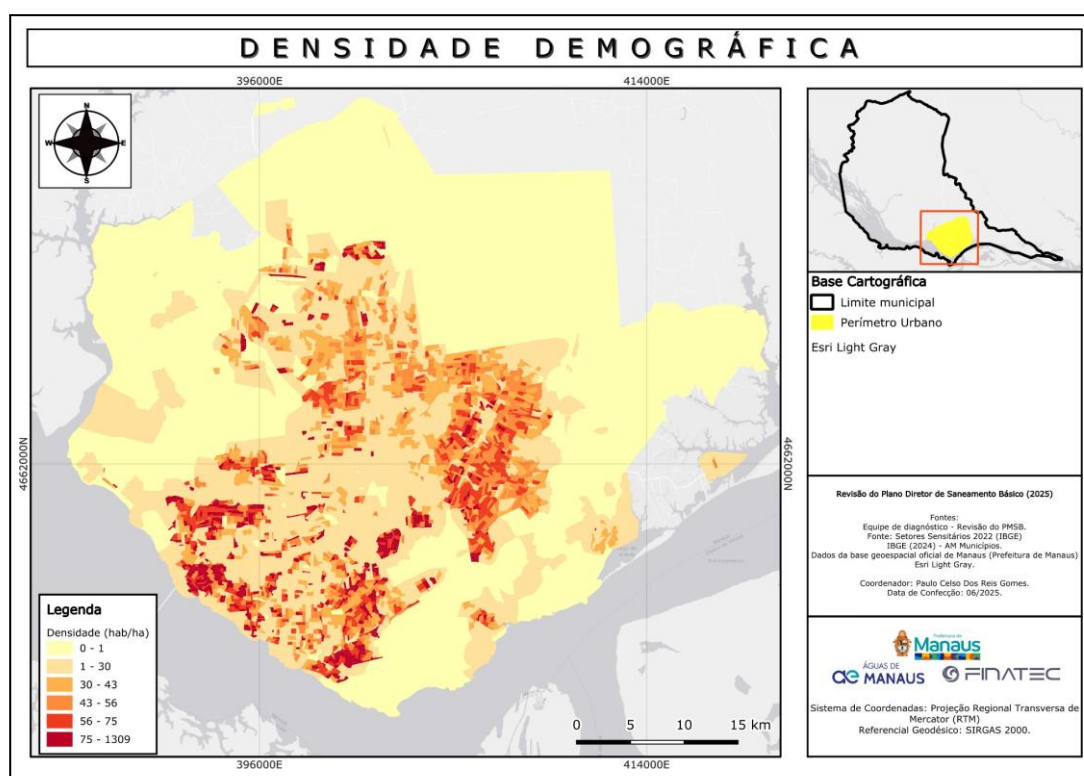 DENSIDADE DEMOGRÁFICA
396000E
414000E
N
W
E
S
4662000N
4662000N
Legenda
Densidade (hab/ha)
0 - 1
1 - 30
30 - 43
43 - 56
56 - 75
75 - 1309
0
5
10
15 km
396000E
414000E
Base Cartográfica
Limite municipal
Perímetro Urbano
Esri Light Gray
Revisão do Plano Diretor de Saneamento Básico (2025)
Fontes:
Equipe de diagnóstico - Revisão do PMSB.
Fonte: Setores Sensitários 2022 (IBGE)
IBGE (2024) - AM Municípios.
Dados da base geoespacial oficial de Manaus (Prefeitura de Manaus)
Esri Light Gray.
Coordenador: Paulo Celso Dos Reis Gomes.
Data de Confecção: 06/2025.
Prefeitura de
Manaus
ÁGUAS DE
MANAUS
FINATEC
Sistema de Coordenadas: Projeção Regional Transversa de
Mercator (RTM)
Referencial Geodésico: SIRGAS 2000.